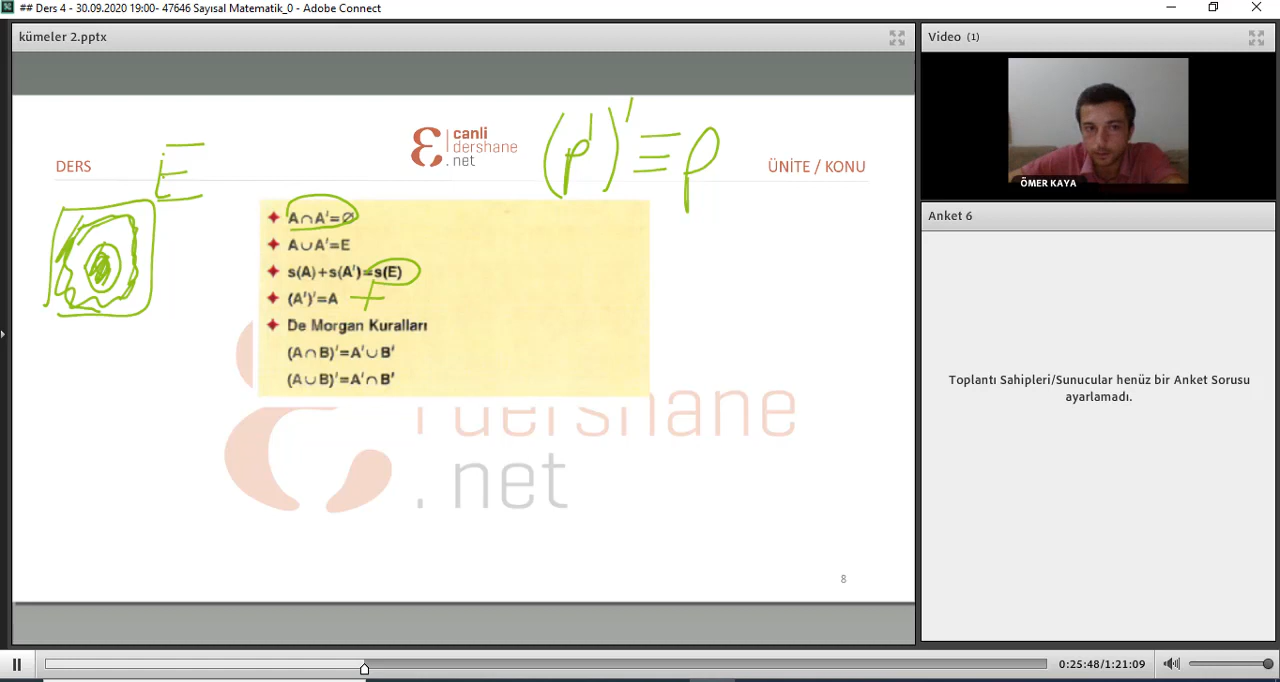 ## Ders 4 - 30.09.2020 19:00- 47646 Sayısal Matematik_0 - Adobe Connect
kümeler 2.pptx
Video (1)
ÖMER KAYA
Anket 6
Toplantı Sahipleri/Sunucular henüz bir Anket Sorusu
ayarlamadı.
E
(p')' ≡ p
canli
dershane
.net
DERS
ÜNİTE / KONU
A∩A'=∅
A∪A'=E
s(A)+s(A')=s(E)
(A')'=A
De Morgan Kuralları
(A∩B)'=A'∪B'
(A∪B)'=A'∩B'
dershane
.net
8
0:25:48/1:21:09